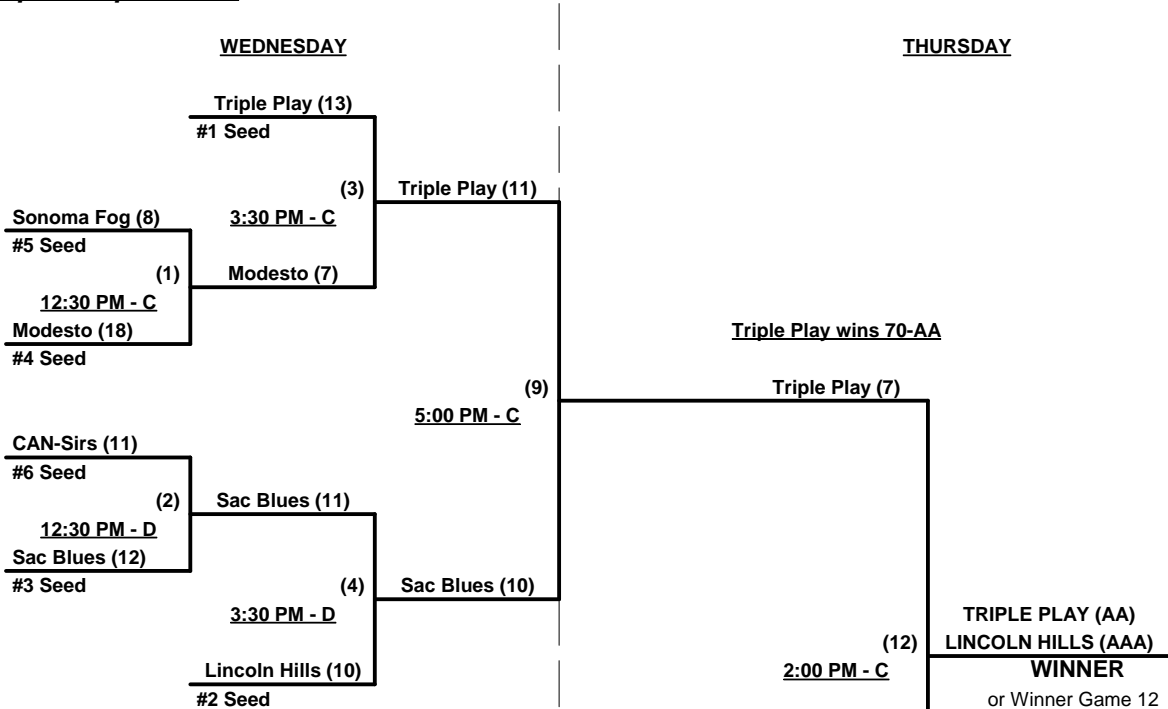 WEDNESDAY
THURSDAY
Triple Play (13)
#1 Seed
(3)
3:30 PM - C
Triple Play (11)
Sonoma Fog (8)
#5 Seed
(1)
12:30 PM - C
Modesto (7)
Modesto (18)
#4 Seed
Triple Play wins 70-AA
(9)
5:00 PM - C
Triple Play (7)
CAN-Sirs (11)
#6 Seed
(2)
12:30 PM - D
Sac Blues (11)
Sac Blues (12)
#3 Seed
(4)
3:30 PM - D
Sac Blues (10)
Lincoln Hills (10)
#2 Seed
(12)
2:00 PM - C
TRIPLE PLAY (AA)
LINCOLN HILLS (AAA)
WINNER
or Winner Game 12